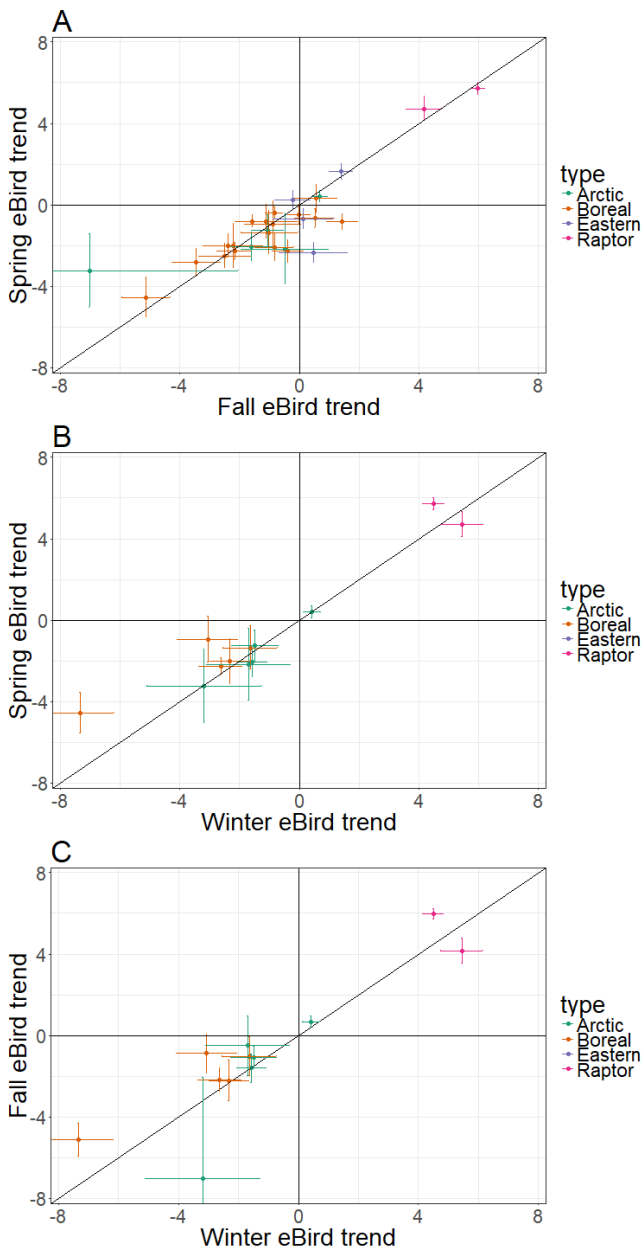 A
8
4
0
-4
-8
Spring eBird trend
-8 -4 0 4 8
Fall eBird trend
type
Arctic
Boreal
Eastern
Raptor
B
8
4
0
-4
-8
Spring eBird trend
-8 -4 0 4 8
Winter eBird trend
type
Arctic
Boreal
Eastern
Raptor
C
8
4
0
-4
-8
Fall eBird trend
-8 -4 0 4 8
Winter eBird trend
type
Arctic
Boreal
Eastern
Raptor